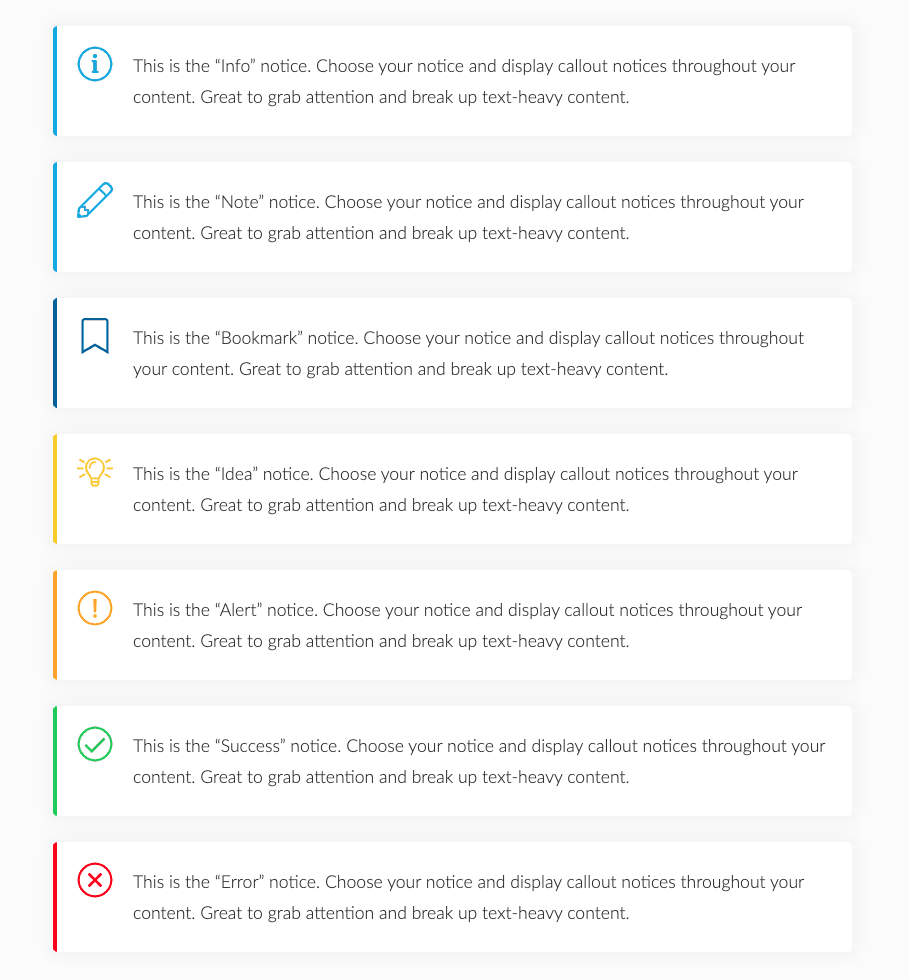 This is the “Info” notice. Choose your notice and display callout notices throughout your
content. Great to grab attention and break up text-heavy content.
This is the “Note” notice. Choose your notice and display callout notices throughout your
content. Great to grab attention and break up text-heavy content.
This is the “Bookmark” notice. Choose your notice and display callout notices throughout
your content. Great to grab attention and break up text-heavy content.
This is the “Idea” notice. Choose your notice and display callout notices throughout your
content. Great to grab attention and break up text-heavy content.
This is the “Alert” notice. Choose your notice and display callout notices throughout your
content. Great to grab attention and break up text-heavy content.
This is the “Success” notice. Choose your notice and display callout notices throughout your
content. Great to grab attention and break up text-heavy content.
This is the “Error” notice. Choose your notice and display callout notices throughout your
content. Great to grab attention and break up text-heavy content.